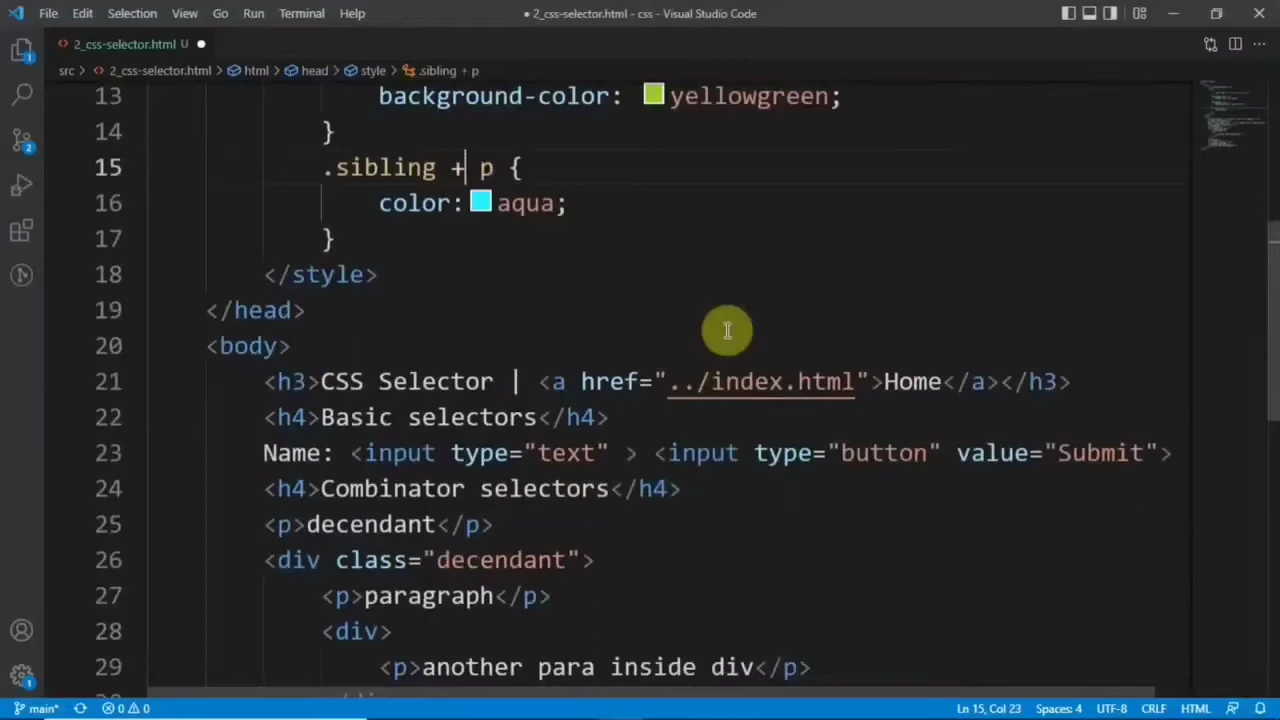 File Edit Selection View Go Run Terminal Help ● 2_css-selector.html - css - Visual Studio Code
2_css-selector.html U ●
src > 2_css-selector.html > html > head > style > .sibling + p
13 background-color: yellowgreen;
14 }
15 .sibling + p {
16 color: aqua;
17 }
18 </style>
19 </head>
20 <body>
21 <h3>CSS Selector | <a href="../index.html">Home</a></h3>
22 <h4>Basic selectors</h4>
23 Name: <input type="text" > <input type="button" value="Submit">
24 <h4>Combinator selectors</h4>
25 <p>decendant</p>
26 <div class="decendant">
27 <p>paragraph</p>
28 <div>
29 <p>another para inside div</p>
main* 0 0 Ln 15, Col 23 Spaces: 4 UTF-8 CRLF HTML